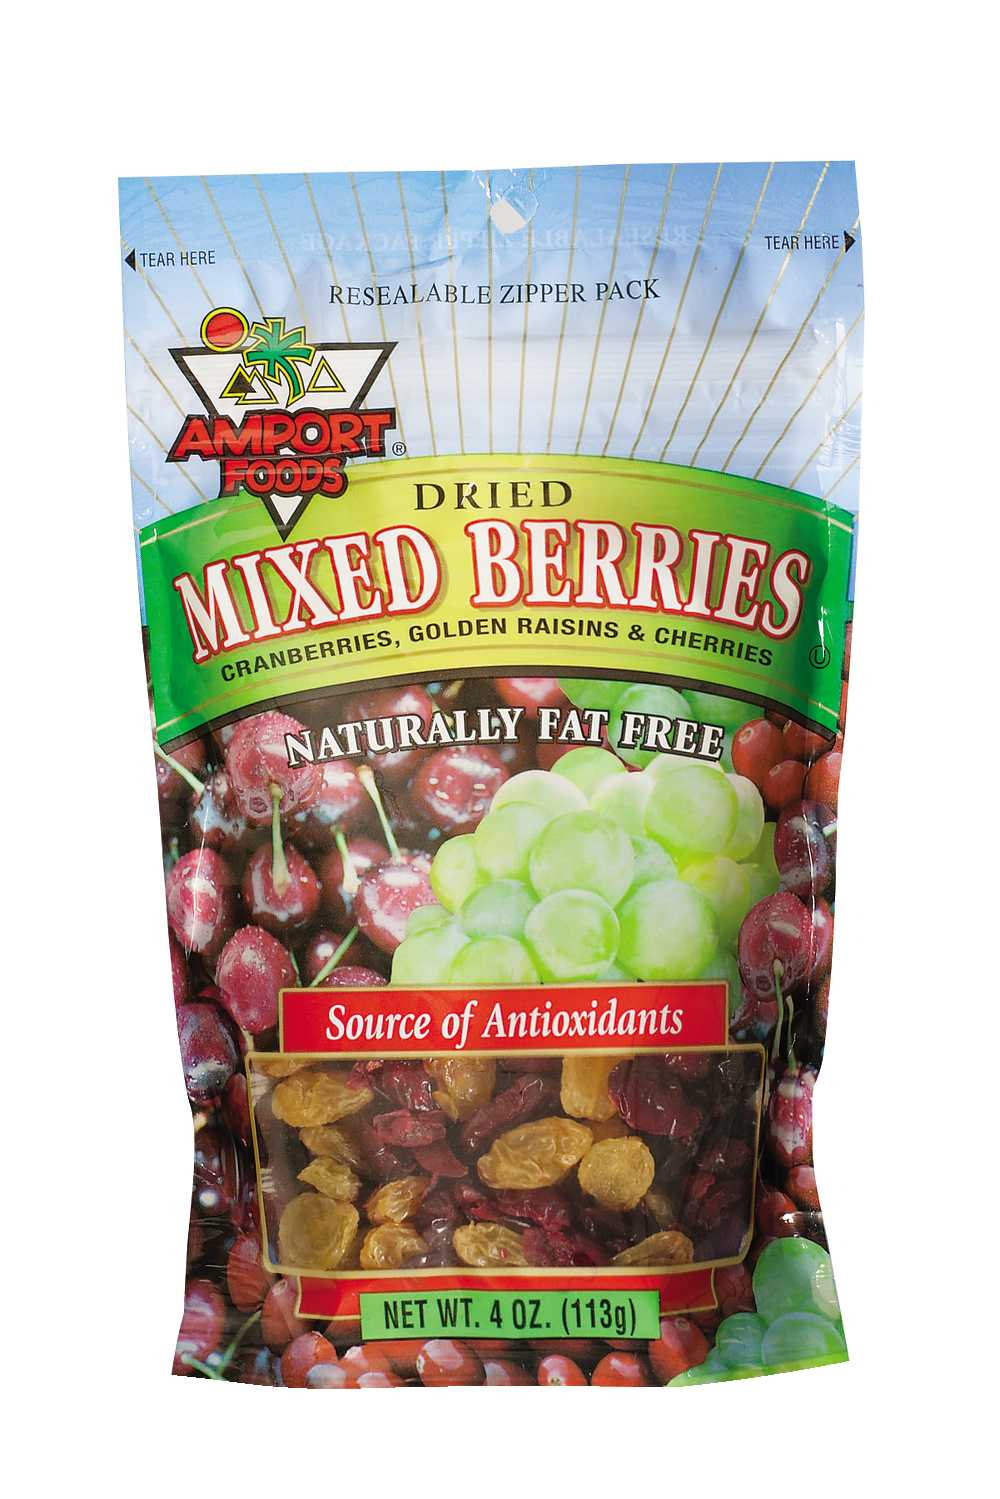 TEAR HERE
TEAR HERE
RESEALABLE ZIPPER PACK
AMPORT
FOODS
®
DRIED
MIXED BERRIES
CRANBERRIES, GOLDEN RAISINS & CHERRIES
U
NATURALLY FAT FREE
Source of Antioxidants
NET WT. 4 OZ. (113g)